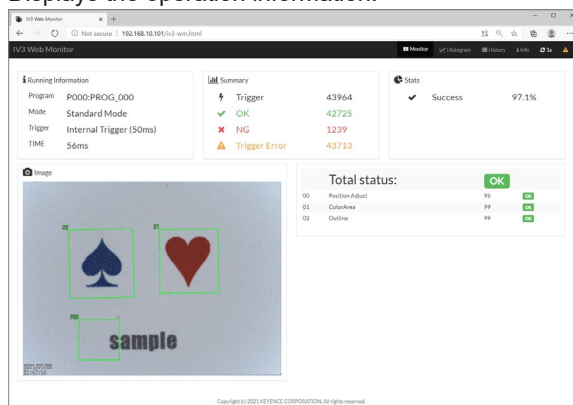 Displays the operation information.
IV3 Web Monitor
Not secure | 192.168.10.101/iv3-wm.html
IV3 Web Monitor
Monitor Histogram History Info 1s
Running Information
Program P000:PROG_000
Mode Standard Mode
Trigger Internal Trigger (50ms)
TIME 56ms
Summary
Trigger 43964
OK 42725
NG 1239
Trigger Error 43713
Stats
Success 97.1%
Image
02
01
P00
sample
Total status: OK
00 Position Adjust 95 OK
01 ColorArea 99 OK
02 Outline 99 OK
Copyright (c) 2021 KEYENCE CORPORATION. All rights reserved.